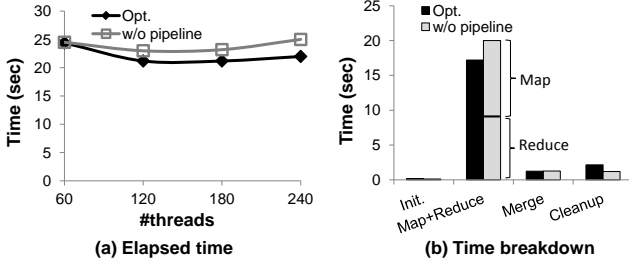 Opt.
w/o pipeline
30
25
20
15
10
5
0
Time (sec)
60
120
180
240
#threads
(a) Elapsed time
Opt.
w/o pipeline
25
20
15
10
5
0
Time (sec)
Map
Reduce
Init.
Map+Reduce
Merge
Cleanup
(b) Time breakdown